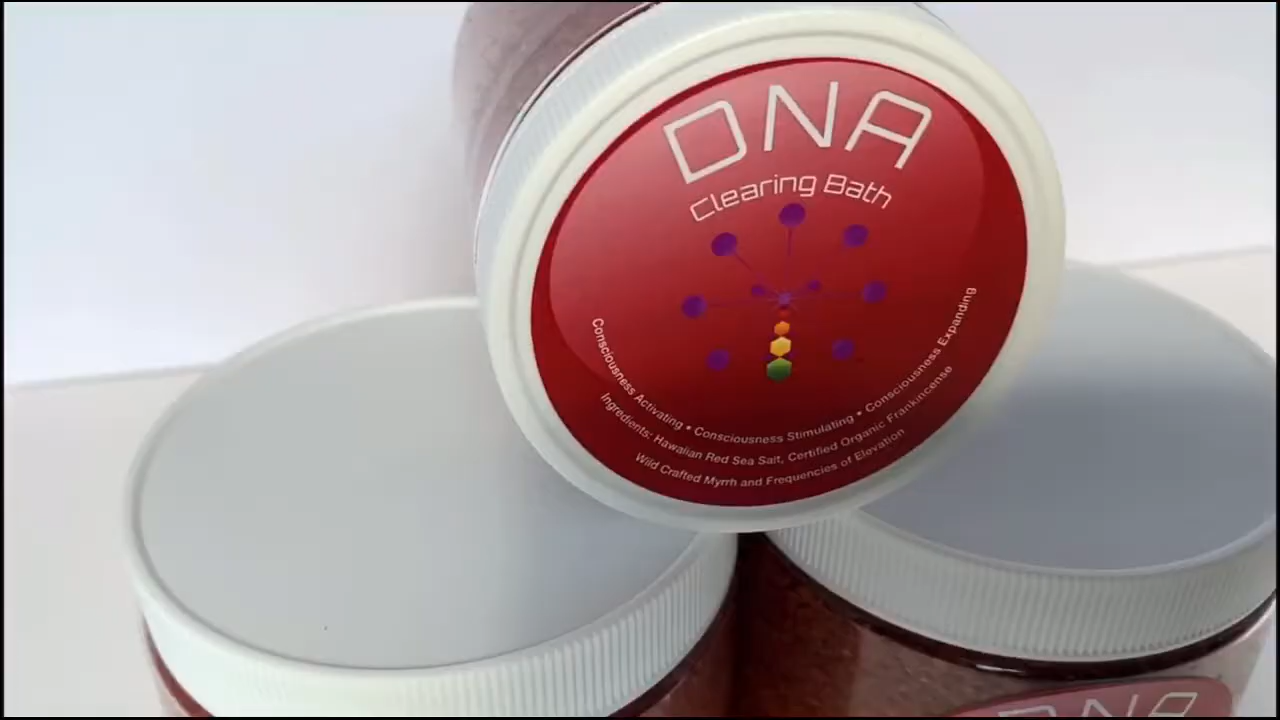 DNA
Clearing Bath
Consciousness Activating • Consciousness Stimulating • Consciousness Expanding
Ingredients: Hawaiian Red Sea Salt, Certified Organic Frankincense
Wild Crafted Myrrh and Frequencies of Elevation
DNA